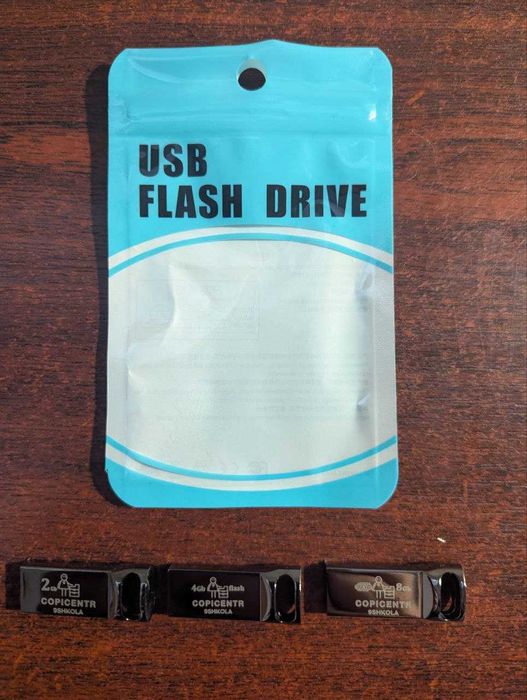 USB
FLASH DRIVE
2Gb
COPICENTR
9SHKOLA
4Gb flash
COPICENTR
9SHKOLA
8Gb
COPICENTR
9SHKOLA